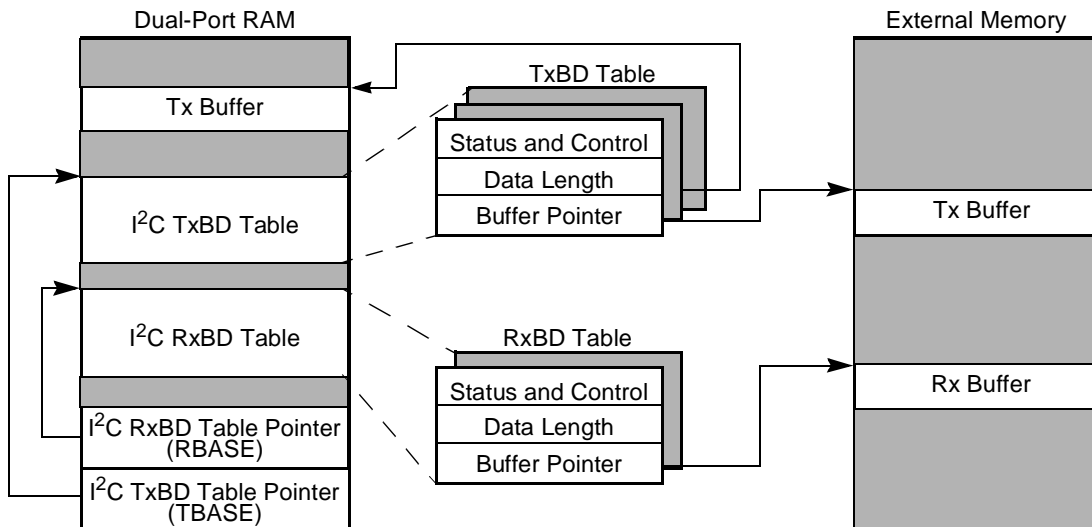 Dual-Port RAM
Tx Buffer
I²C TxBD Table
I²C RxBD Table
I²C RxBD Table Pointer
(RBASE)
I²C TxBD Table Pointer
(TBASE)
TxBD Table
Status and Control
Data Length
Buffer Pointer
RxBD Table
Status and Control
Data Length
Buffer Pointer
External Memory
Tx Buffer
Rx Buffer